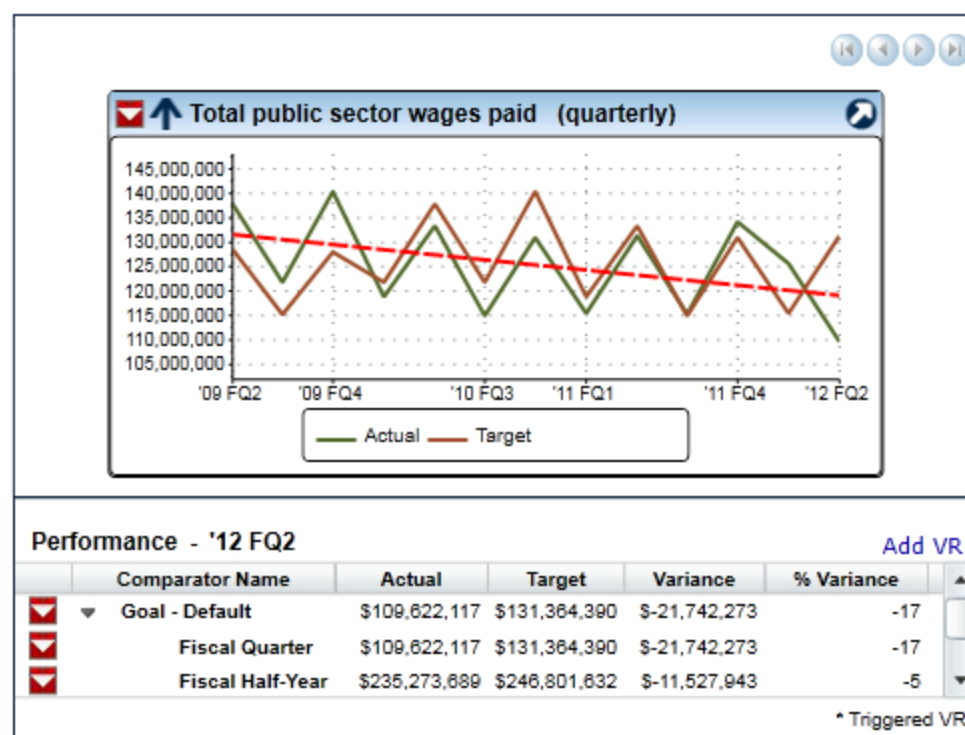 Total public sector wages paid (quarterly)
145,000,000
140,000,000
135,000,000
130,000,000
125,000,000
120,000,000
115,000,000
110,000,000
105,000,000
'09 FQ2 '09 FQ4 '10 FQ3 '11 FQ1 '11 FQ4 '12 FQ2
Actual Target
Performance - '12 FQ2
Add VR
Comparator Name Actual Target Variance % Variance
Goal - Default $109,622,117 $131,364,390 $-21,742,273 -17
Fiscal Quarter $109,622,117 $131,364,390 $-21,742,273 -17
Fiscal Half-Year $235,273,689 $246,801,632 $-11,527,943 -5
* Triggered VR